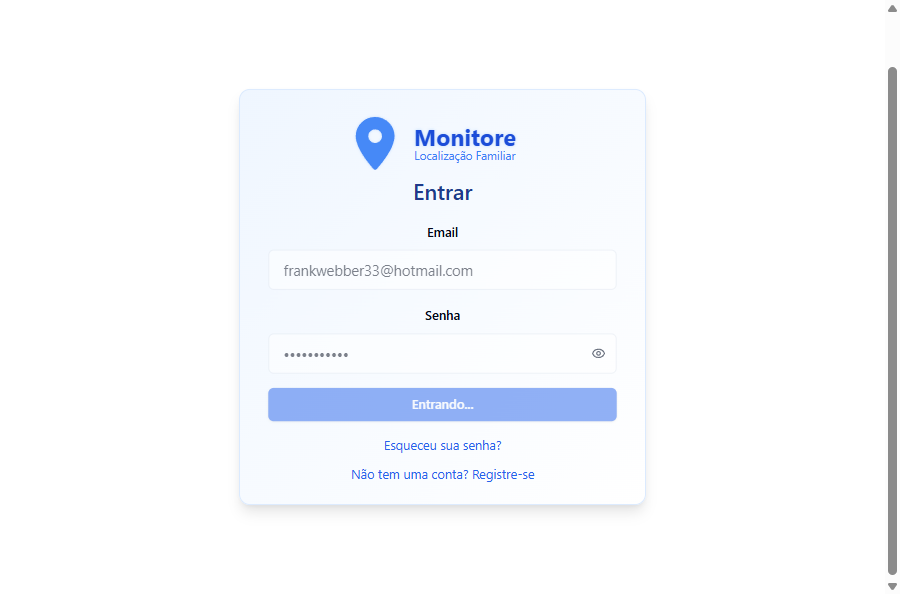 Monitore
Localização Familiar
Entrar
Email
frankwebber33@hotmail.com
Senha
•••••••••••
Entrando...
Esqueceu sua senha?
Não tem uma conta? Registre-se